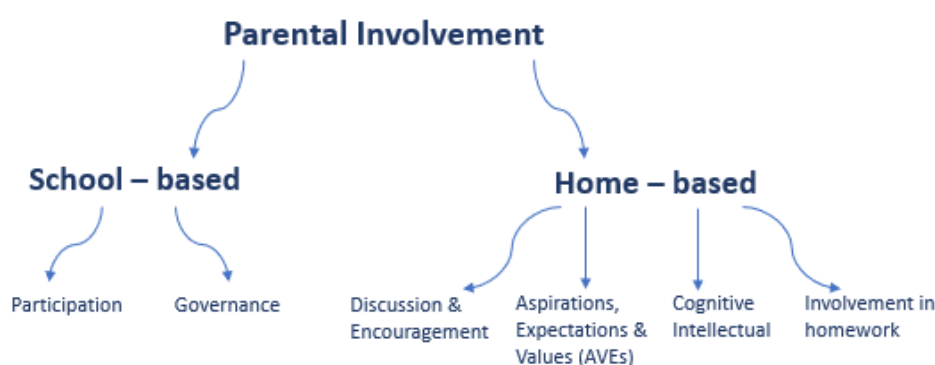 Parental Involvement
School – based
Home – based
Participation
Governance
Discussion &
Encouragement
Aspirations,
Expectations &
Values (AVEs)
Cognitive
Intellectual
Involvement in
homework